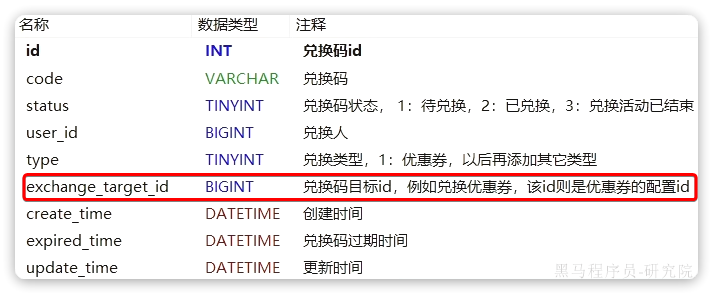 名称 数据类型 注释
id INT 兑换码id
code VARCHAR 兑换码
status TINYINT 兑换码状态， 1：待兑换，2：已兑换，3：兑换活动已结束
user_id BIGINT 兑换人
type TINYINT 兑换类型，1：优惠券，以后再添加其它类型
exchange_target_id BIGINT 兑换码目标id，例如兑换优惠券，该id则是优惠券的配置id
create_time DATETIME 创建时间
expired_time DATETIME 兑换码过期时间
update_time DATETIME 更新时间
黑马程序员-研究院